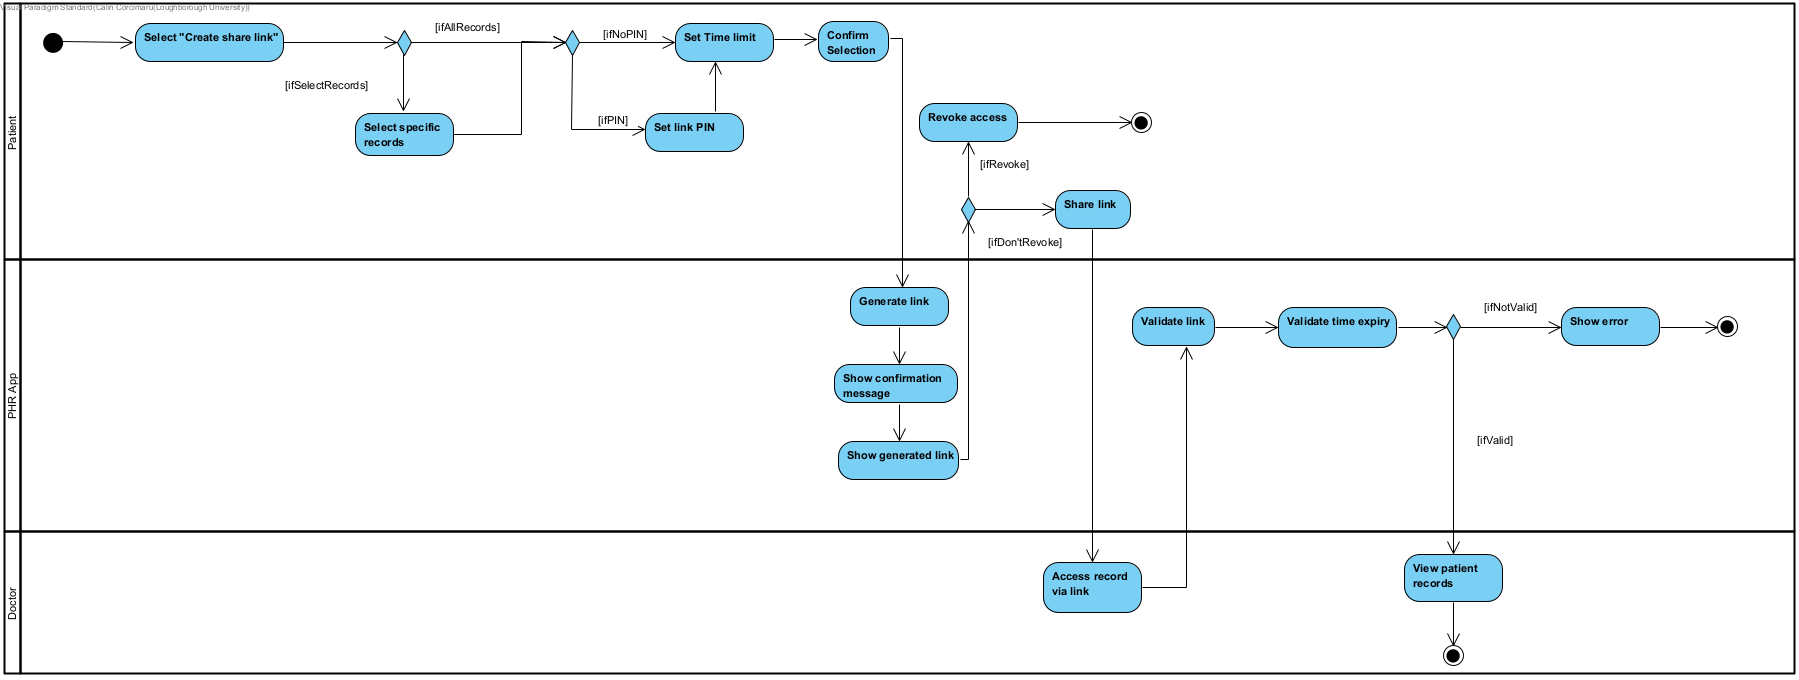 Visual Paradigm Standard(Calin Corcimaru(Loughborough University))
Patient
Select "Create share link"
[ifAllRecords]
[ifSelectRecords]
Select specific
records
[ifNoPIN]
[ifPIN]
Set link PIN
Set Time limit
Confirm
Selection
Revoke access
[ifRevoke]
Share link
[ifDon'tRevoke]
PHR App
Generate link
Show confirmation
message
Show generated link
Validate link
Validate time expiry
[ifNotValid]
Show error
[ifValid]
Doctor
Access record
via link
View patient
records